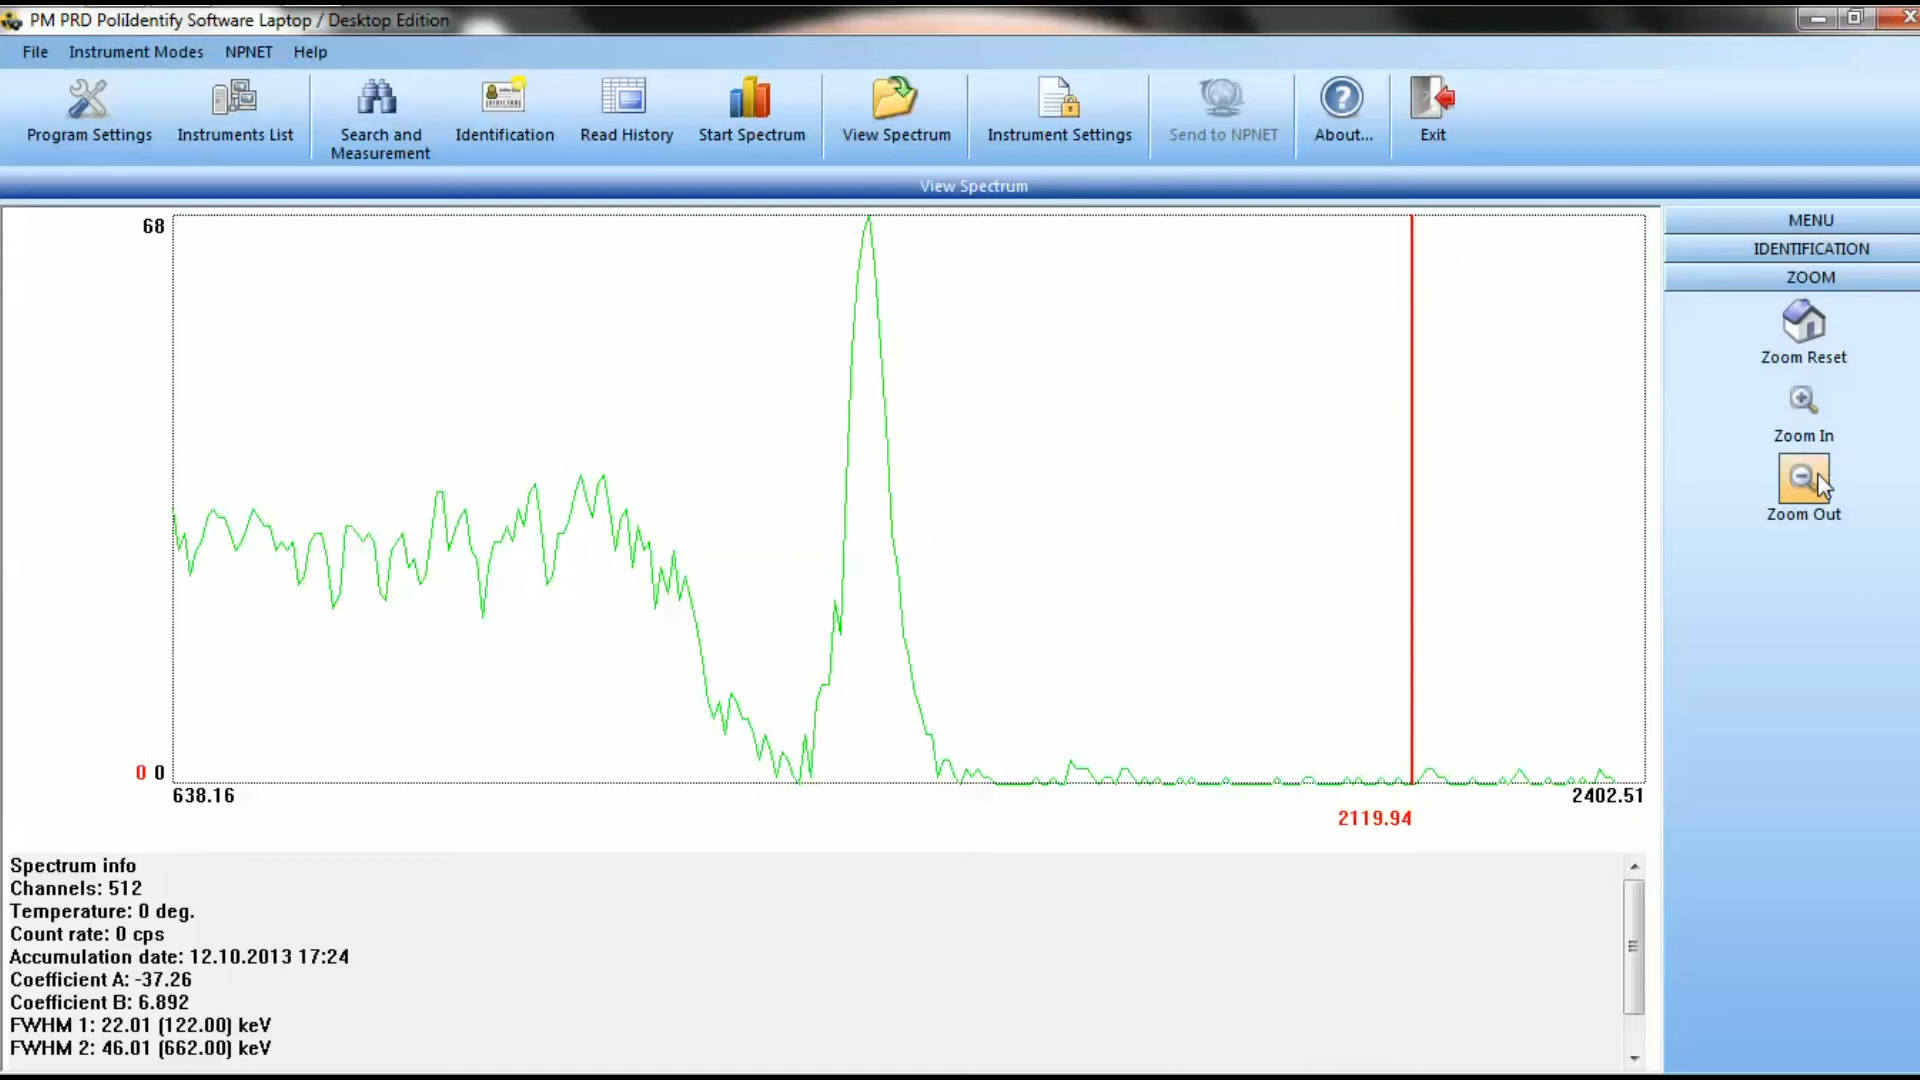 PM PRD PoliIdentify Software Laptop / Desktop Edition
File Instrument Modes NPNET Help
Program Settings Instruments List Search and Measurement Identification Read History Start Spectrum View Spectrum Instrument Settings Send to NPNET About... Exit
View Spectrum
MENU
IDENTIFICATION
ZOOM
Zoom Reset
Zoom In
Zoom Out
68
0 0
638.16
2402.51
2119.94
Spectrum info
Channels: 512
Temperature: 0 deg.
Count rate: 0 cps
Accumulation date: 12.10.2013 17:24
Coefficient A: -37.26
Coefficient B: 6.892
FWHM 1: 22.01 (122.00) keV
FWHM 2: 46.01 (662.00) keV